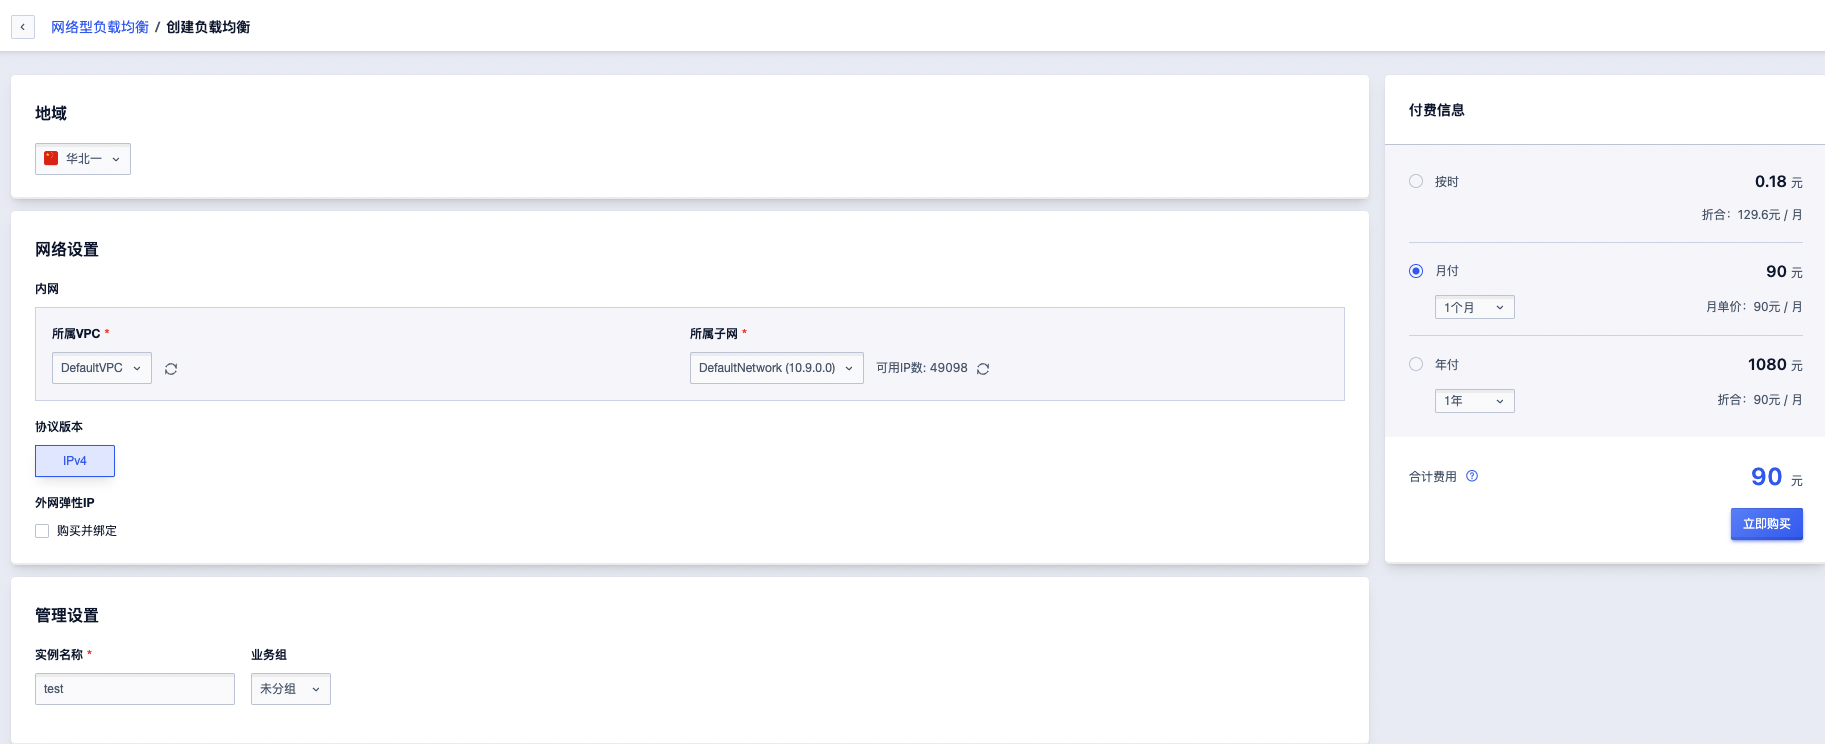 网络型负载均衡 / 创建负载均衡
地域
华北一
网络设置
内网
所属VPC *
所属子网 *
DefaultVPC
DefaultNetwork (10.9.0.0)
可用IP数: 49098
协议版本
IPv4
外网弹性IP
购买并绑定
管理设置
实例名称 *
业务组
test
未分组
付费信息
按时
0.18 元
折合：129.6元 / 月
月付
90 元
1个月
月单价：90元 / 月
年付
1080 元
1年
折合：90元 / 月
合计费用
90 元
立即购买